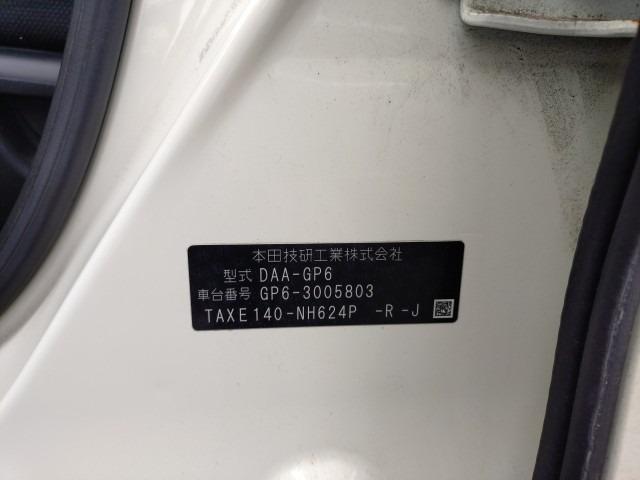 本田技研工業株式会社
型式 DAA-GP6
車台番号 GP6-3005803
TAXE140-NH624P -R-J